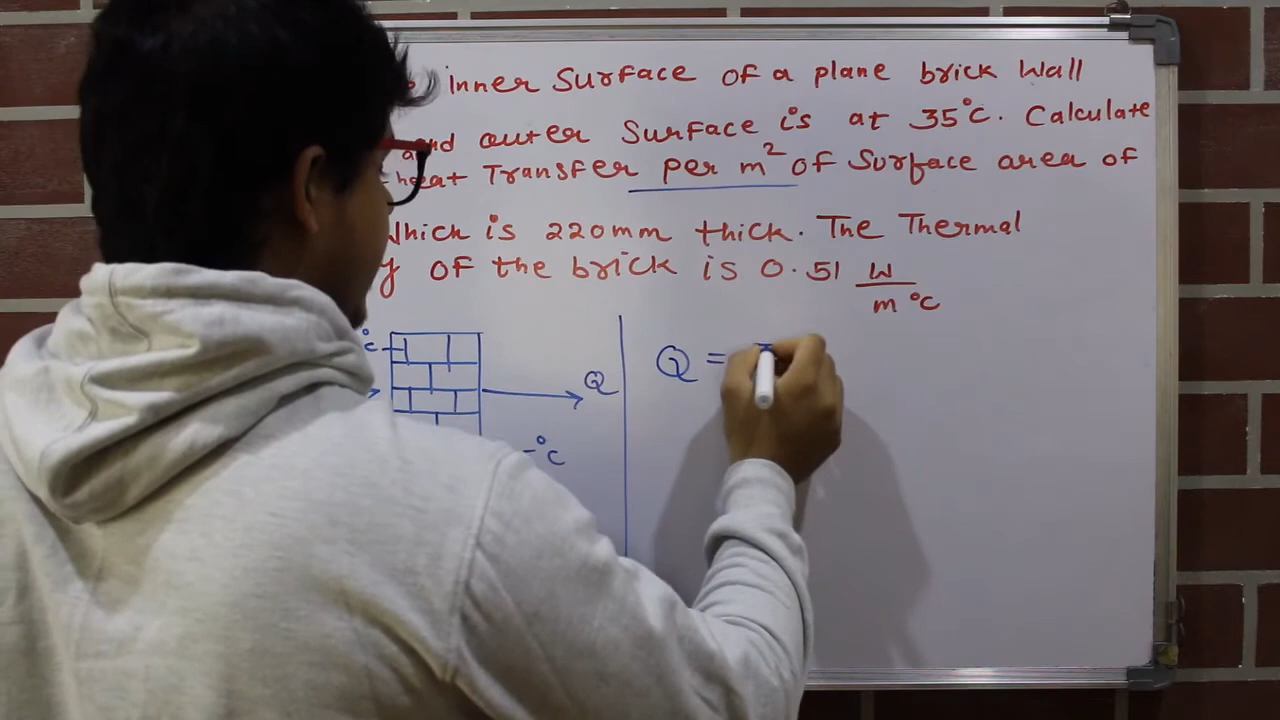 inner Surface of a plane brick Wall
and outer Surface is at 35°C. Calculate
heat Transfer per m² of Surface area of
Which is 220mm thick. The Thermal
y of the brick is 0.51 W/m°C
°C
Q
Q =
°C